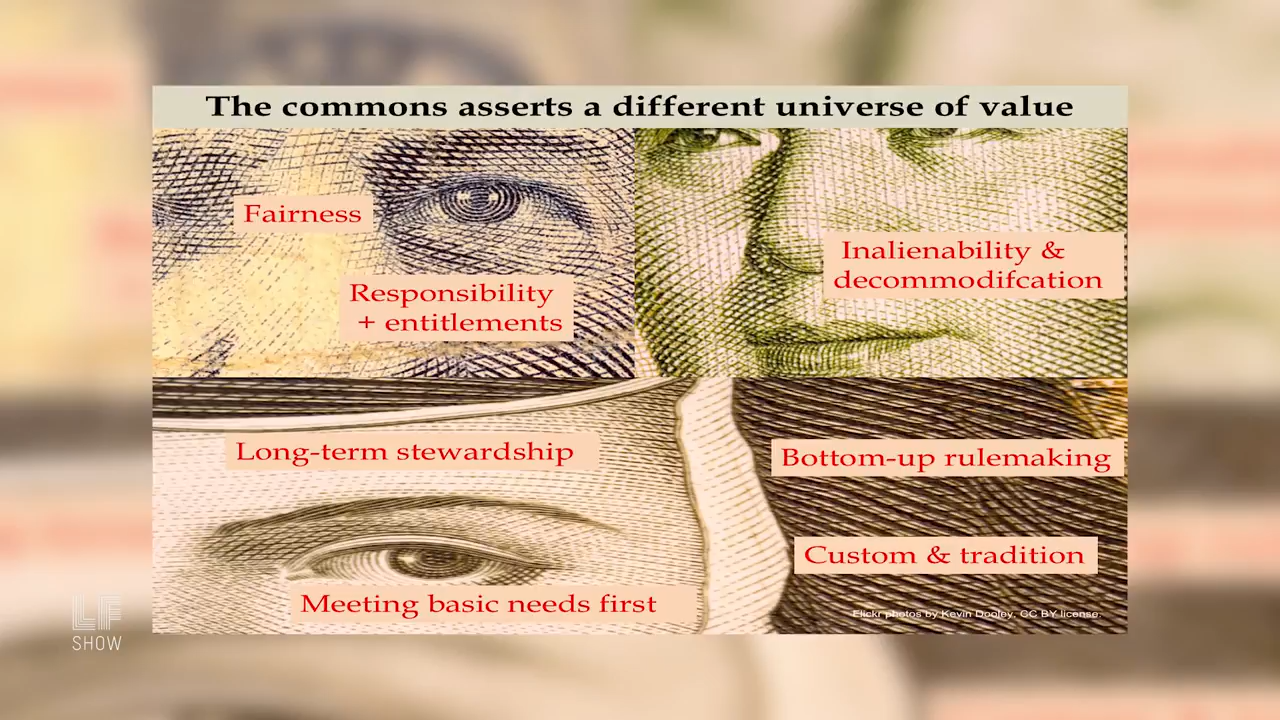 The commons asserts a different universe of value
Fairness
Responsibility
+ entitlements
Inalienability &
decommodifcation
Long-term stewardship
Bottom-up rulemaking
Custom & tradition
Meeting basic needs first
Flickr photos by Kevin Dooley, CC BY license.
LF
SHOW